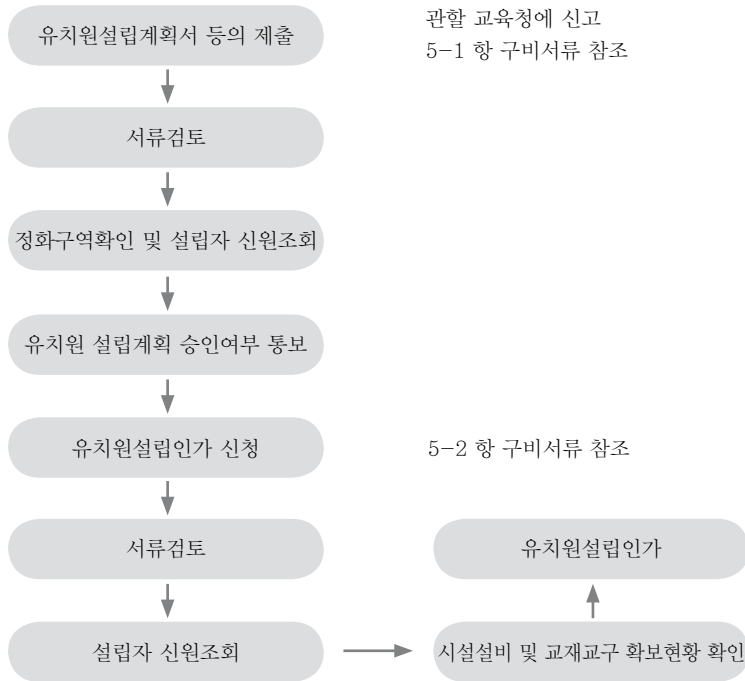 유치원설립계획서 등의 제출
관할 교육청에 신고
5-1 항 구비서류 참조
서류검토
정화구역확인 및 설립자 신원조회
유치원 설립계획 승인여부 통보
유치원설립인가 신청
5-2 항 구비서류 참조
서류검토
설립자 신원조회
시설설비 및 교재교구 확보현황 확인
유치원설립인가